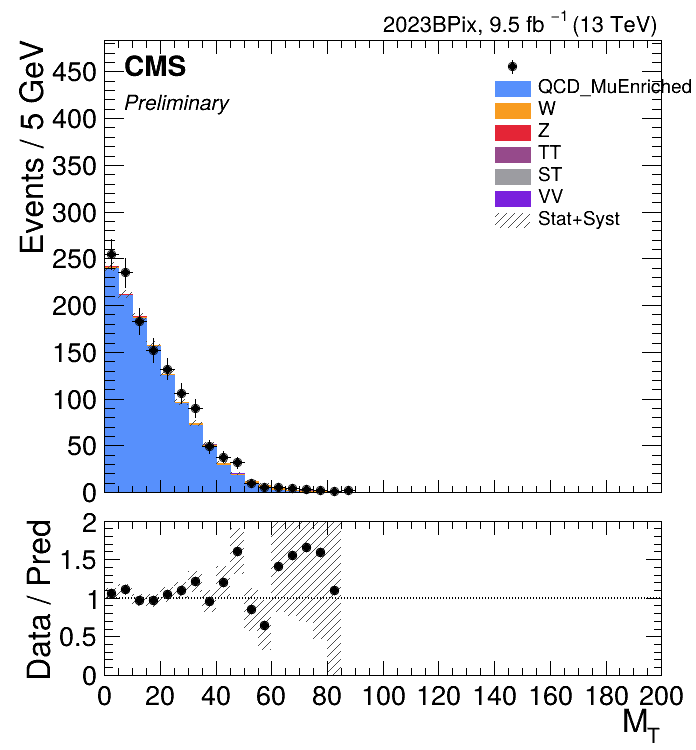 2023BPix, 9.5 fb⁻¹ (13 TeV)
CMS
Preliminary
QCD_MuEnriched
W
Z
TT
ST
VV
Stat+Syst
Events / 5 GeV
450
400
350
300
250
200
150
100
50
0
Data / Pred
2
1.5
1
0.5
0
0 20 40 60 80 100 120 140 160 180 200
M_T